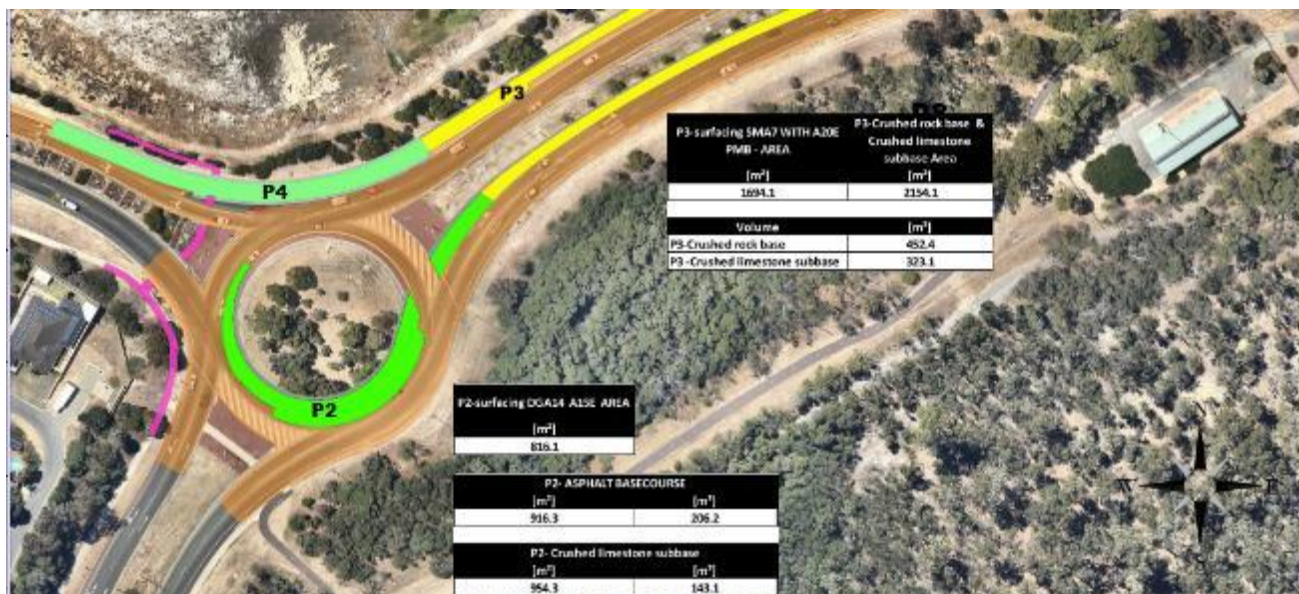 P3
P4
P2
P3-surfacing SMA7 WITH A20E PMB - AREA
[m²]
1694.1
P3-Crushed rock base & Crushed limestone subbase Area
[m²]
2154.1
Volume [m³]
P3-Crushed rock base 452.4
P3 -Crushed limestone subbase 323.1
P2-surfacing DGA14 A15E AREA
[m²]
816.1
P2- ASPHALT BASECOURSE
[m²] [m³]
916.3 206.2
P2- Crushed limestone subbase
[m²] [m³]
954.3 143.1